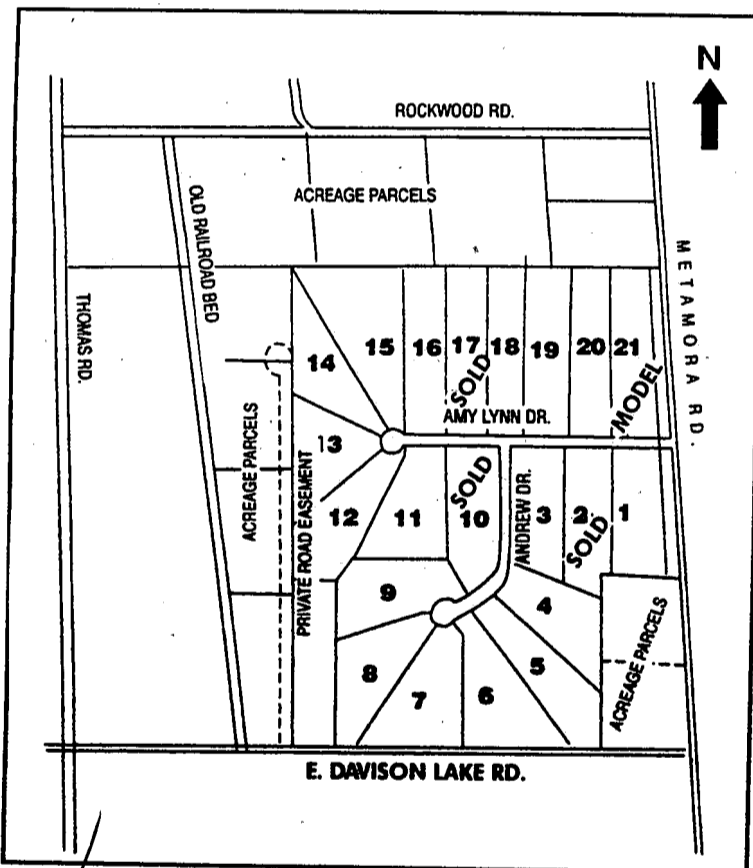 N
ROCKWOOD RD.
ACREAGE PARCELS
OLD RAILROAD BED
METAMORA RD.
THOMAS RD.
14
15
16
17
SOLD
18
19
20
21
MODEL
AMY LYNN DR.
ACREAGE PARCELS
PRIVATE ROAD EASEMENT
13
12
11
10
SOLD
ANDREW DR.
3
2
SOLD
1
9
4
8
7
6
5
ACREAGE PARCELS
E. DAVISON LAKE RD.